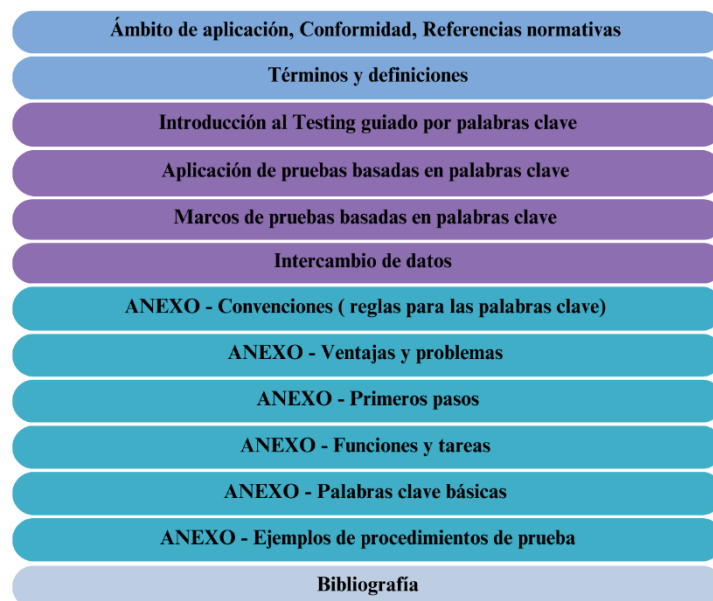 Ámbito de aplicación, Conformidad, Referencias normativas
Términos y definiciones
Introducción al Testing guiado por palabras clave
Aplicación de pruebas basadas en palabras clave
Marcos de pruebas basadas en palabras clave
Intercambio de datos
ANEXO - Convenciones ( reglas para las palabras clave)
ANEXO - Ventajas y problemas
ANEXO - Primeros pasos
ANEXO - Funciones y tareas
ANEXO - Palabras clave básicas
ANEXO - Ejemplos de procedimientos de prueba
Bibliografía